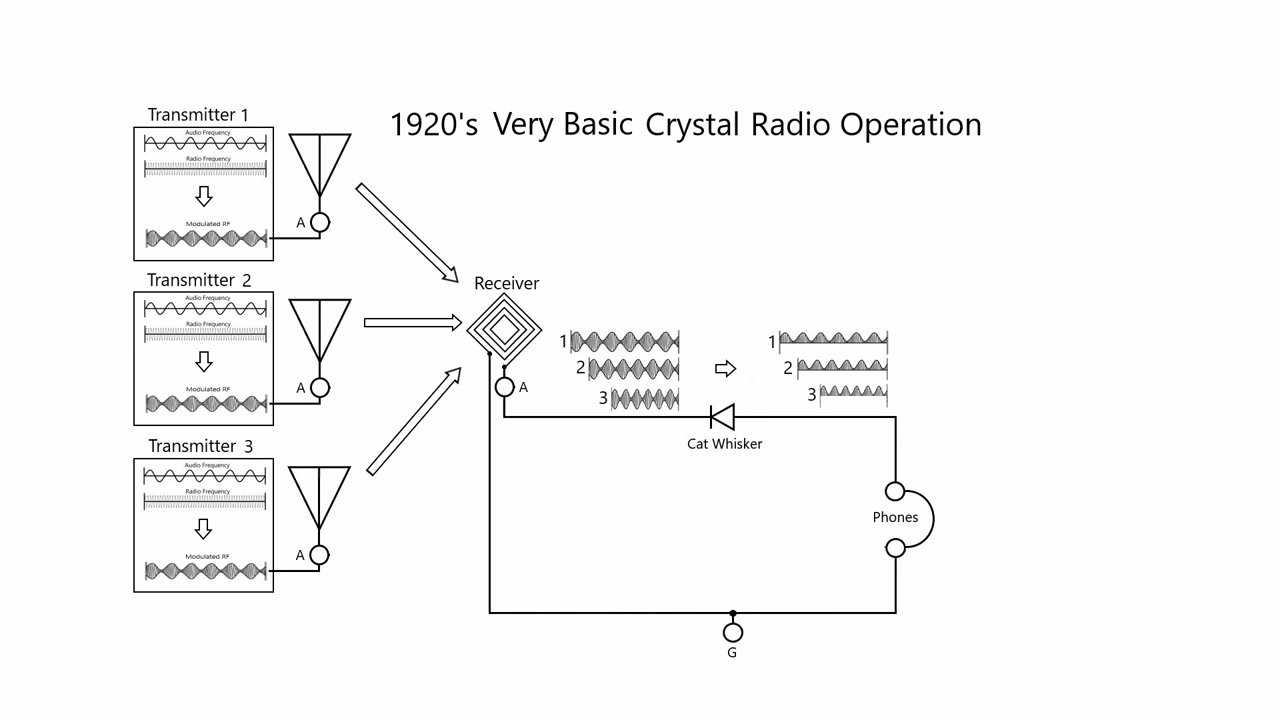 1920's Very Basic Crystal Radio Operation
Transmitter 1
Audio Frequency
Radio Frequency
Modulated RF
A
Transmitter 2
Audio Frequency
Radio Frequency
Modulated RF
A
Transmitter 3
Audio Frequency
Radio Frequency
Modulated RF
A
Receiver
A
1
2
3
1
2
3
Cat Whisker
Phones
G